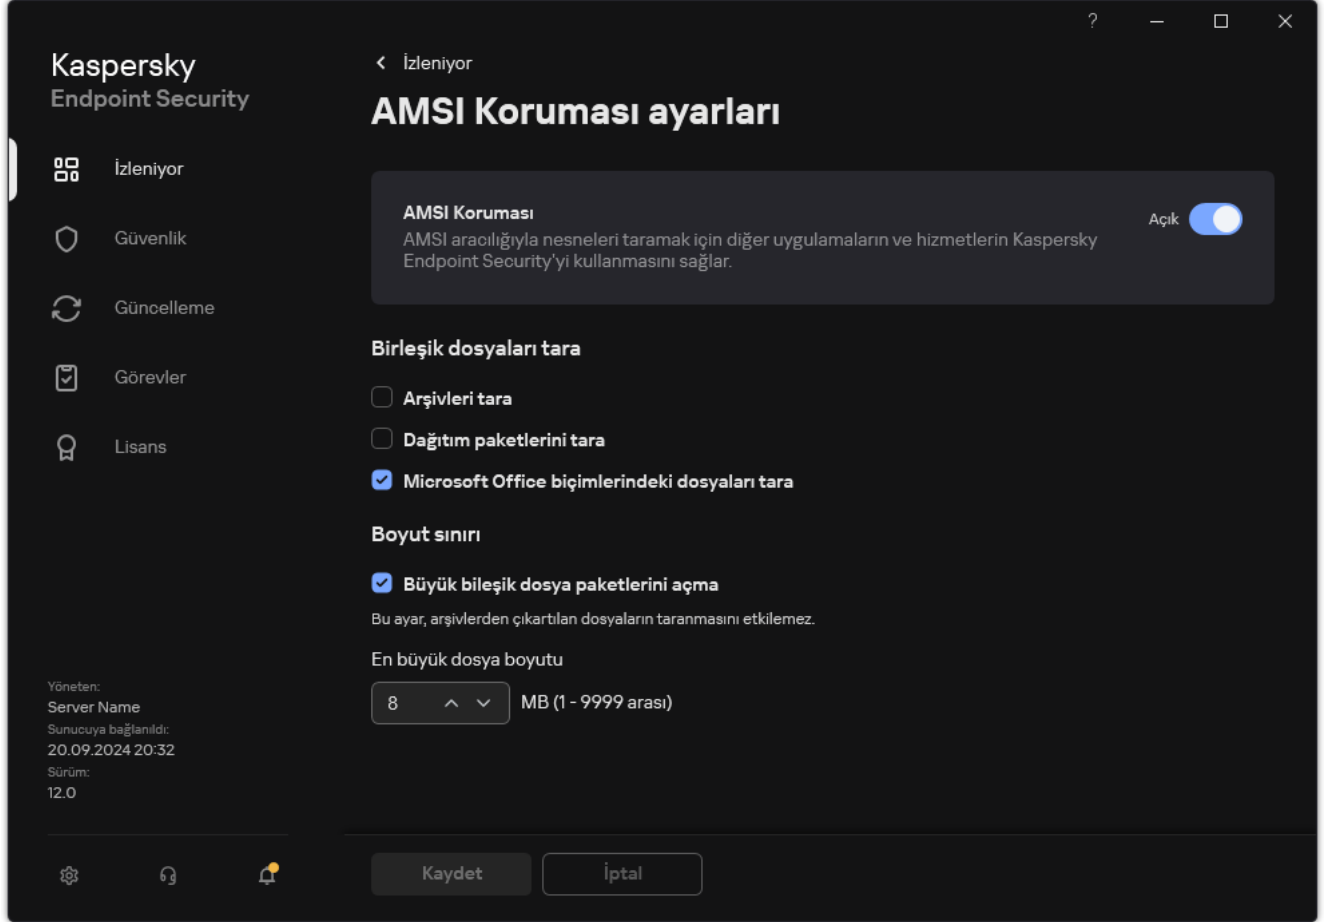 ?
Kaspersky
Endpoint Security
İzleniyor
Güvenlik
Güncelleme
Görevler
Lisans
Yöneten:
Server Name
Sunucuya bağlanıldı:
20.09.2024 20:32
Sürüm:
12.0
İzleniyor
AMSI Koruması ayarları
AMSI Koruması
AMSI aracılığıyla nesneleri taramak için diğer uygulamaların ve hizmetlerin Kaspersky
Endpoint Security'yi kullanmasını sağlar.
Açık
Birleşik dosyaları tara
Arşivleri tara
Dağıtım paketlerini tara
Microsoft Office biçimlerindeki dosyaları tara
Boyut sınırı
Büyük bileşik dosya paketlerini açma
Bu ayar, arşivlerden çıkartılan dosyaların taranmasını etkilemez.
En büyük dosya boyutu
8 MB (1 - 9999 arası)
Kaydet
İptal